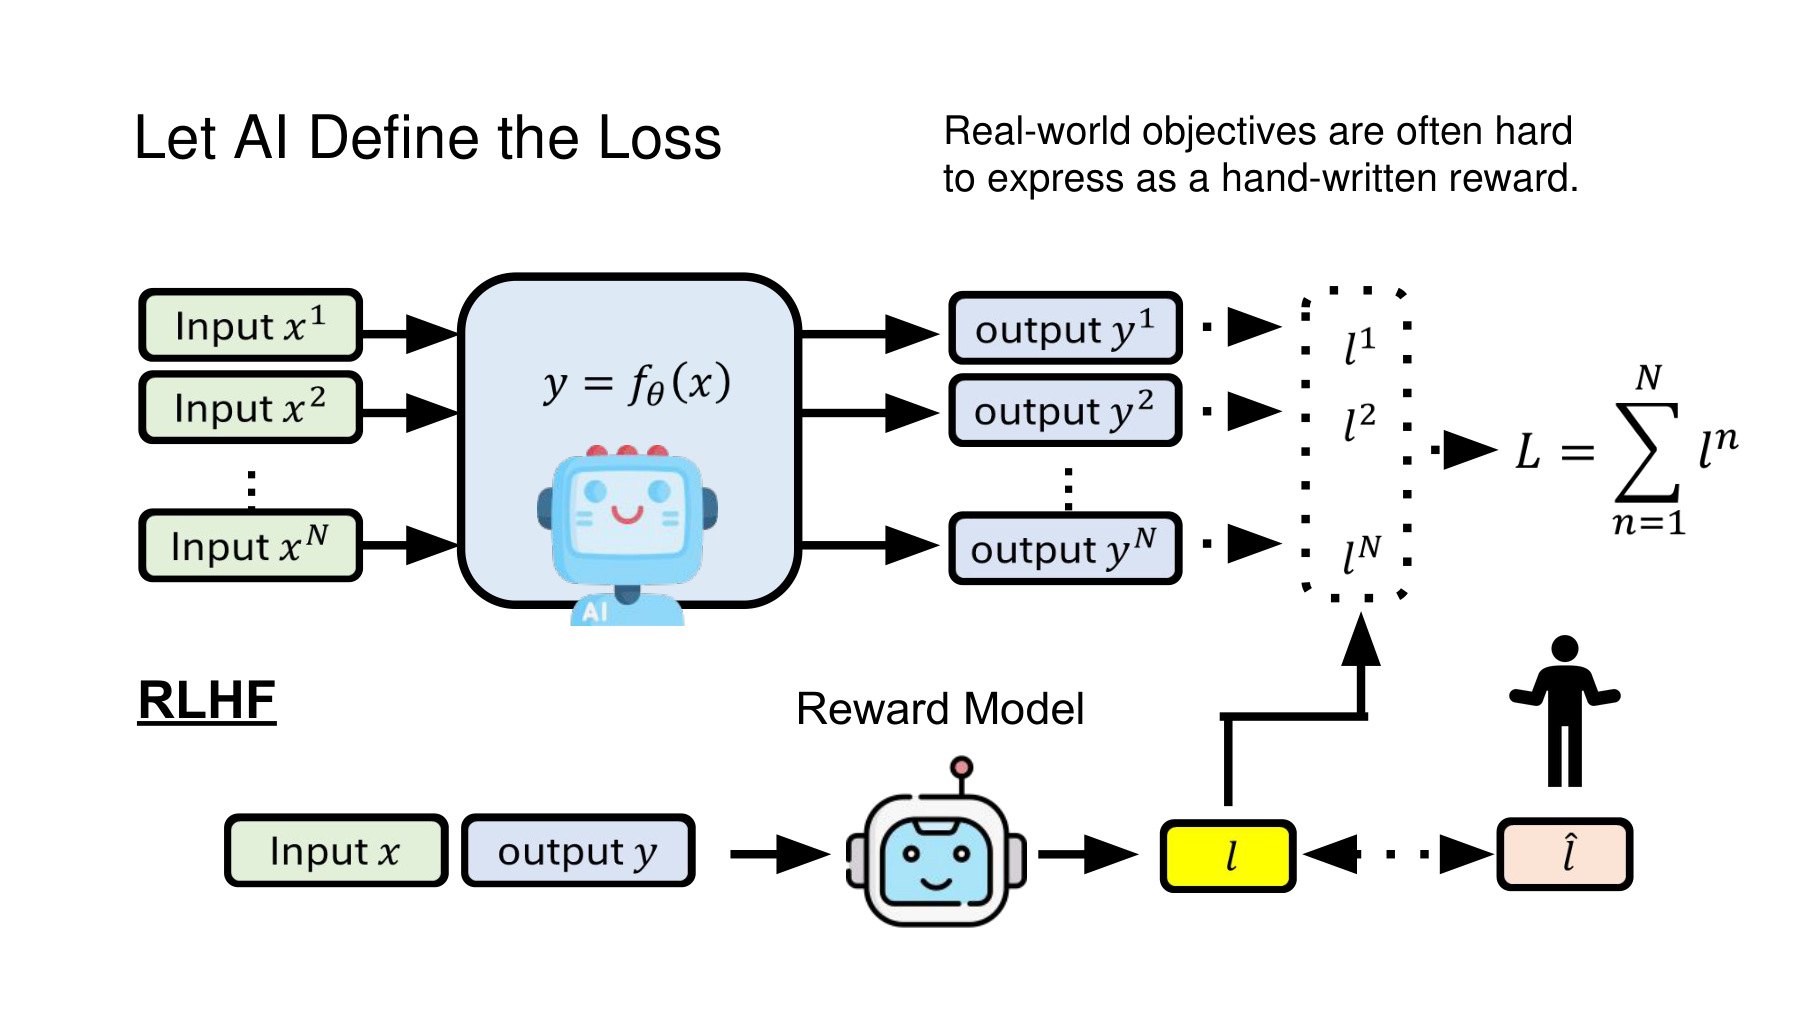 Let AI Define the Loss
Real-world objectives are often hard
to express as a hand-written reward.
Input x¹
Input x²
⋮
Input xᴺ
y = f_θ(x)
AI
output y¹
output y²
⋮
output yᴺ
l¹
l²
lᴺ
L = ∑_{n=1}^{N} lⁿ
RLHF
Reward Model
Input x
output y
l
l̂